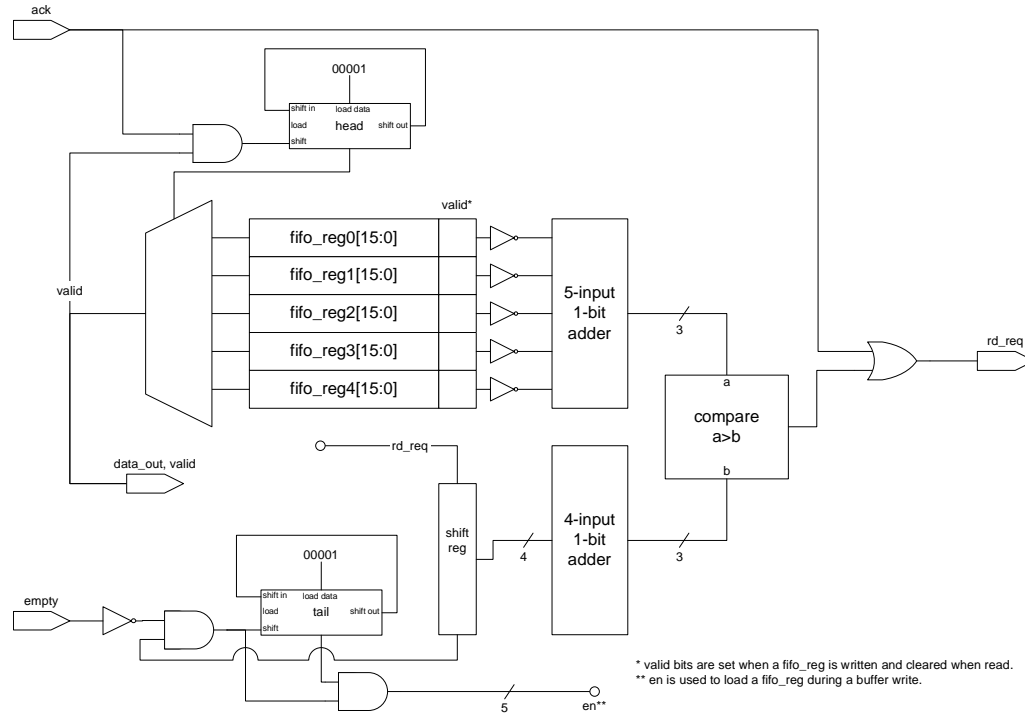 ack
00001
shift in
load data
load
head
shift out
shift
valid*
fifo_reg0[15:0]
fifo_reg1[15:0]
fifo_reg2[15:0]
fifo_reg3[15:0]
fifo_reg4[15:0]
valid
5-input
1-bit
adder
3
rd_req
a
compare
a>b
b
rd_req
data_out, valid
shift
reg
4
4-input
1-bit
adder
3
00001
shift in
load data
load
tail
shift out
shift
empty
5
en**
* valid bits are set when a fifo_reg is written and cleared when read.
** en is used to load a fifo_reg during a buffer write.